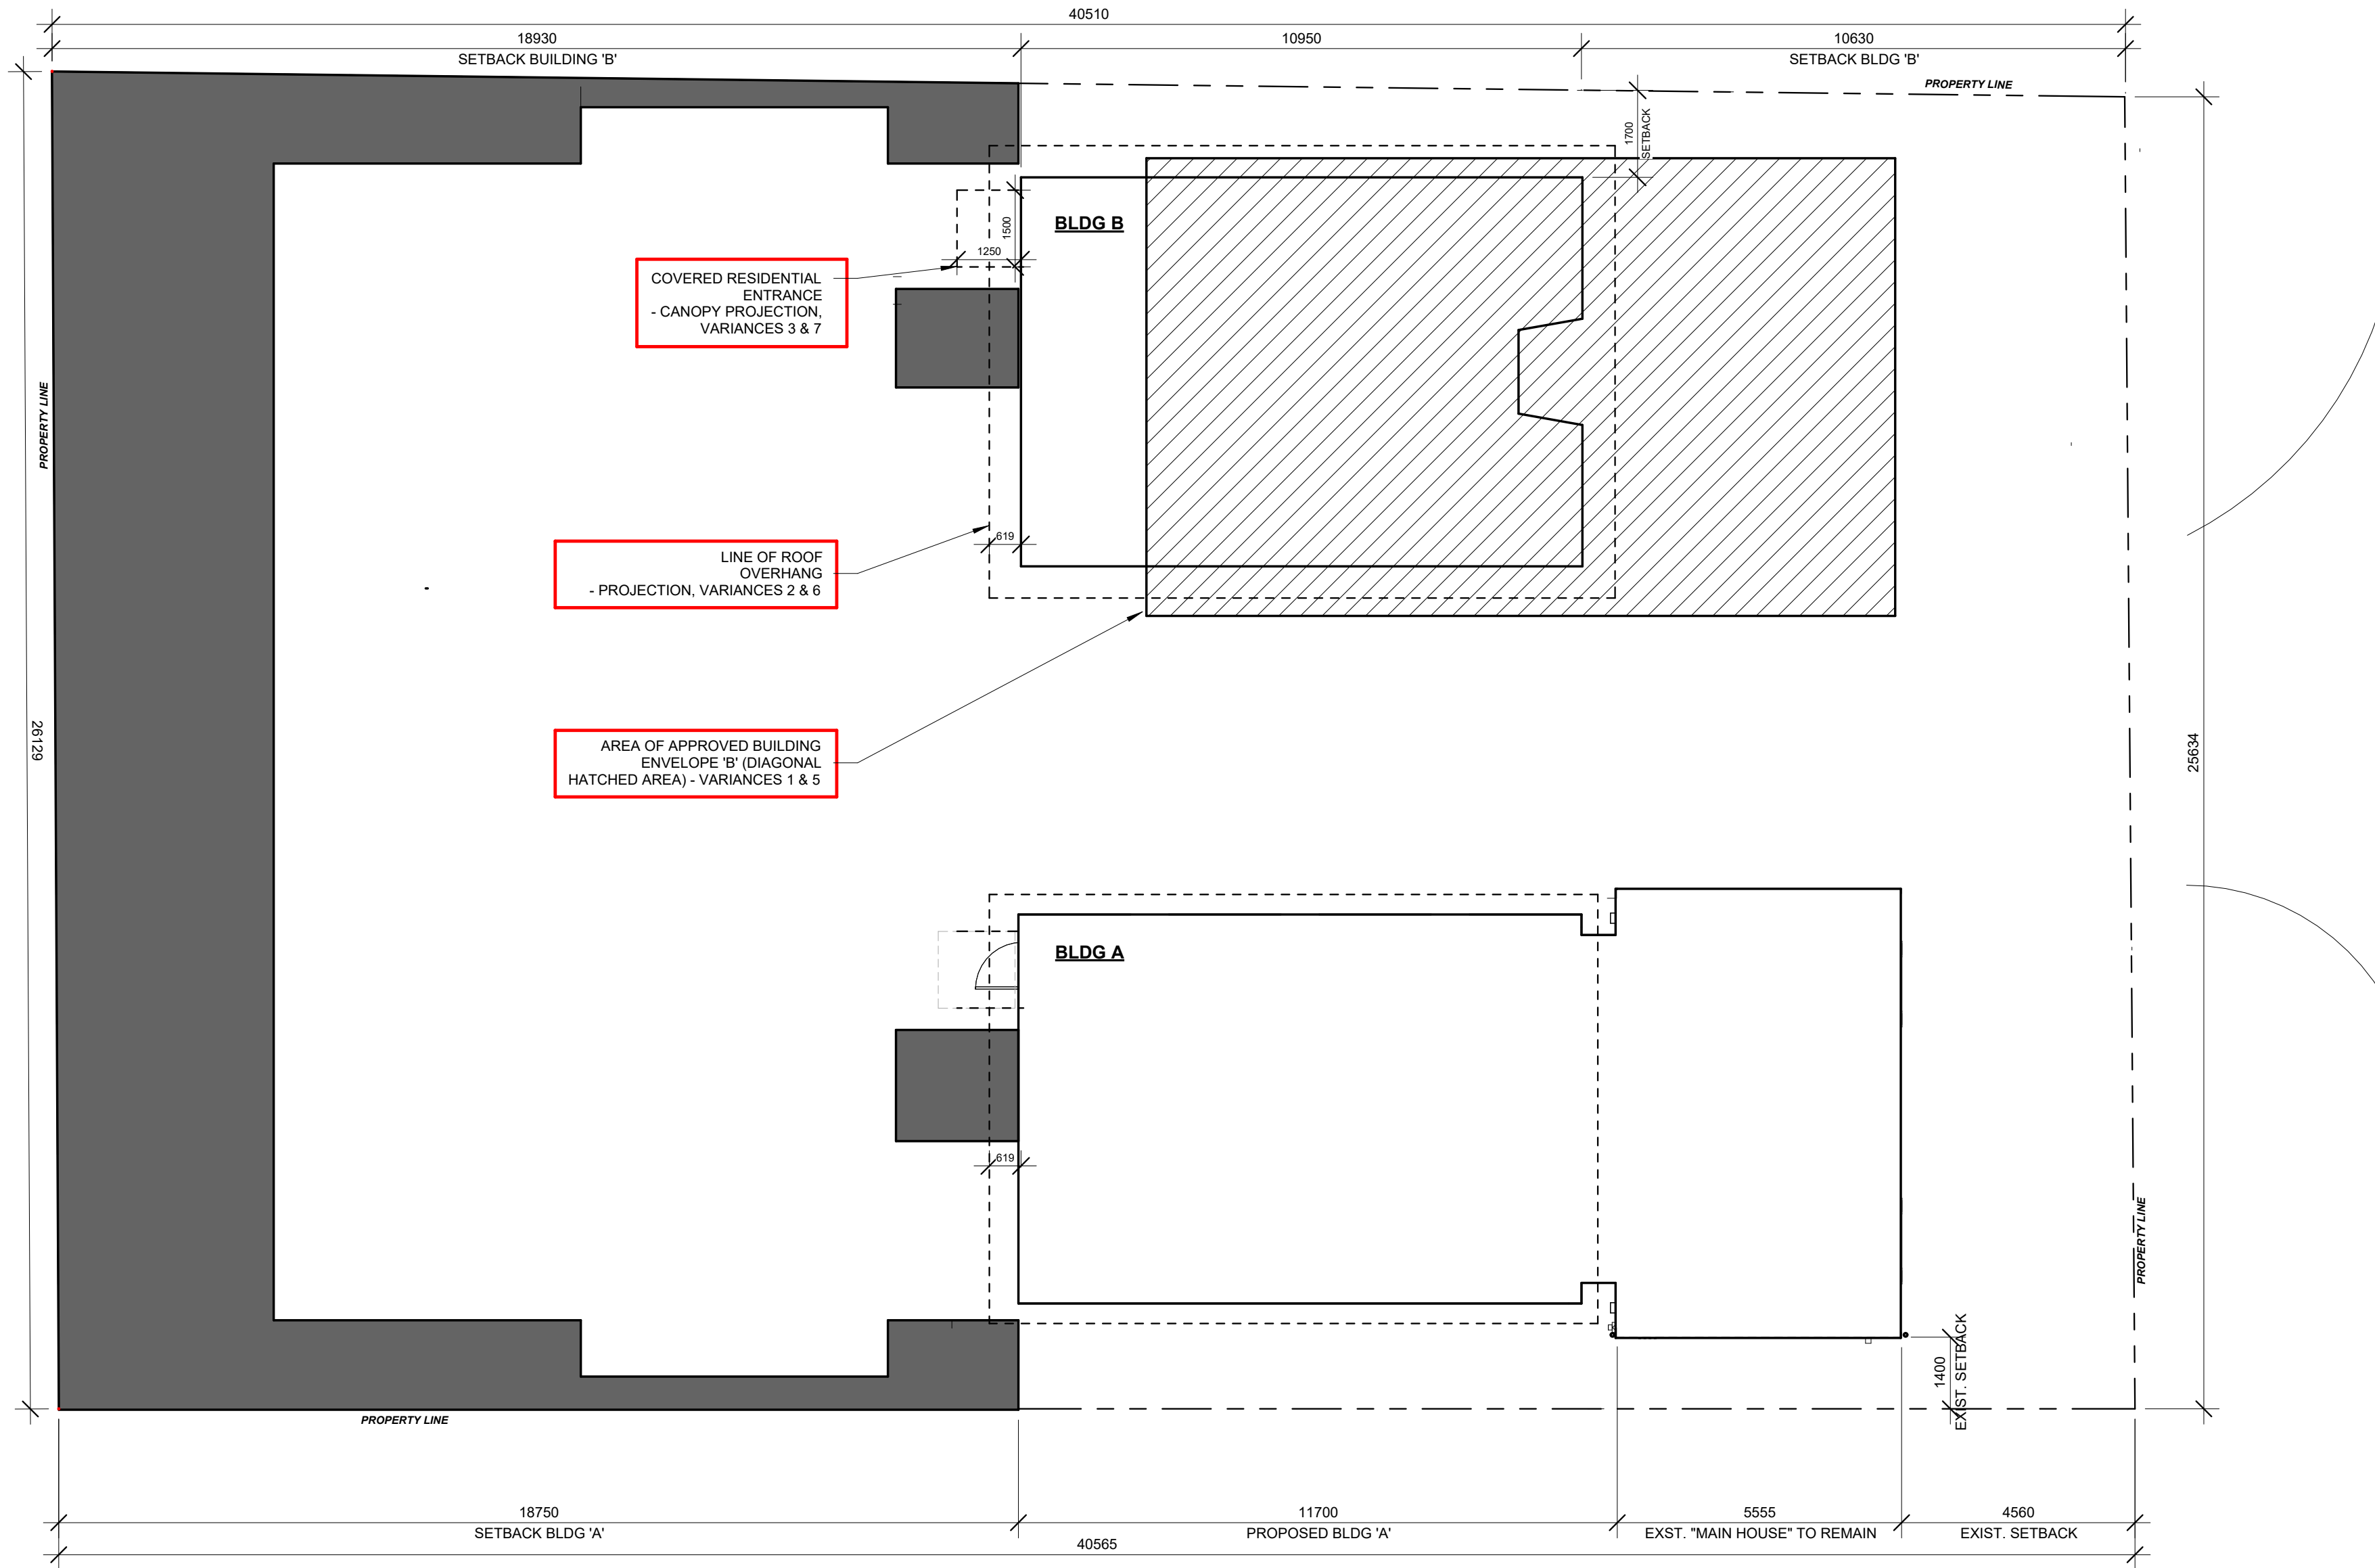 40510
18930
10950
10630
SETBACK BUILDING 'B'
SETBACK BLDG 'B'
PROPERTY LINE
1700
SETBACK
1500
BLDG B
1250
COVERED RESIDENTIAL
ENTRANCE
- CANOPY PROJECTION,
VARIANCES 3 & 7
PROPERTY LINE
619
LINE OF ROOF
OVERHANG
- PROJECTION, VARIANCES 2 & 6
26129
25634
AREA OF APPROVED BUILDING
ENVELOPE 'B' (DIAGONAL
HATCHED AREA) - VARIANCES 1 & 5
BLDG A
619
PROPERTY LINE
1400
EXIST. SETBACK
PROPERTY LINE
18750
11700
5555
4560
SETBACK BLDG 'A'
PROPOSED BLDG 'A'
EXST. "MAIN HOUSE" TO REMAIN
EXIST. SETBACK
40565